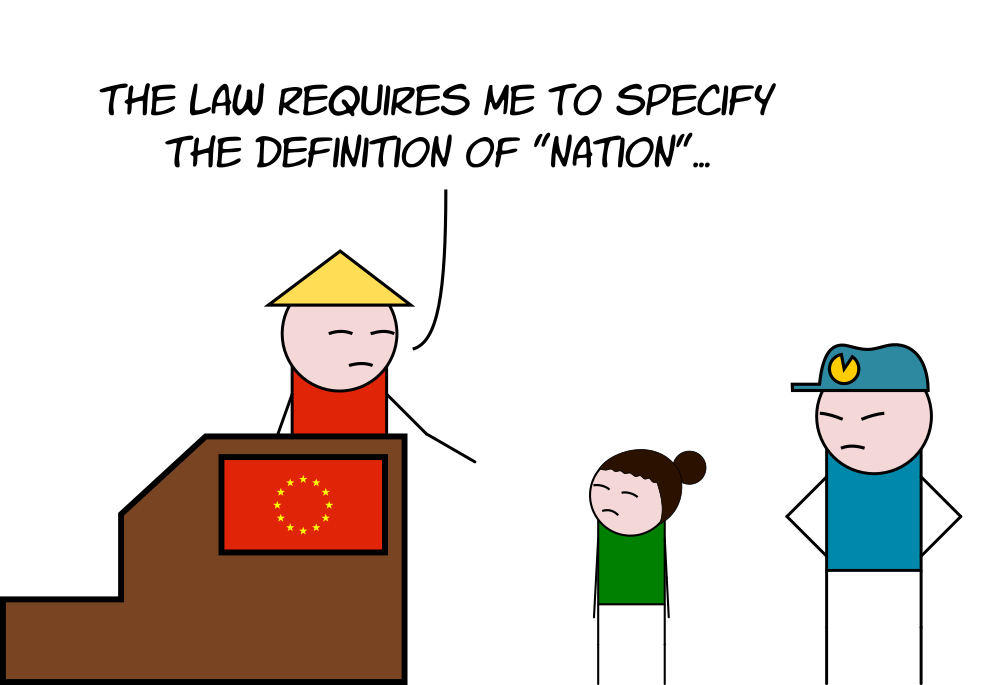 THE LAW REQUIRES ME TO SPECIFY
THE DEFINITION OF "NATION"...